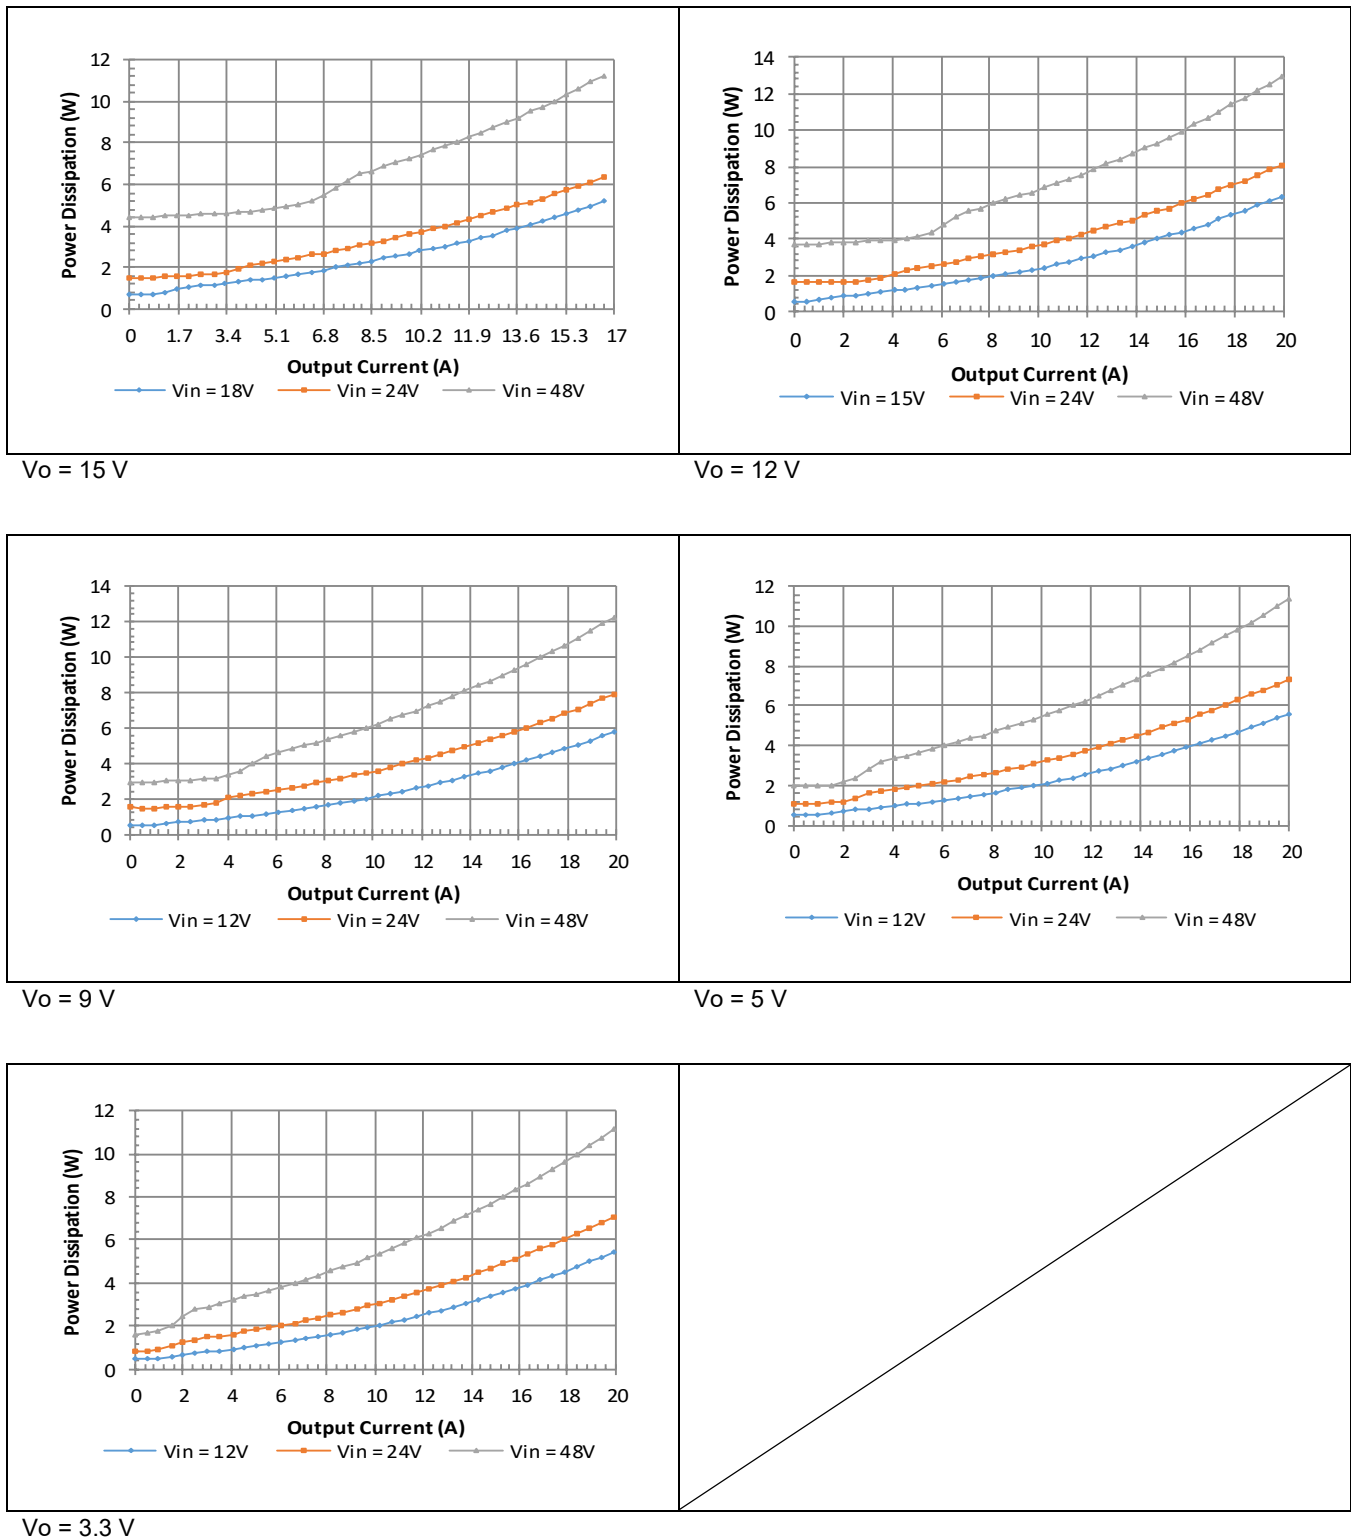 12
10
8
6
4
2
0
Power Dissipation (W)
0 1.7 3.4 5.1 6.8 8.5 10.2 11.9 13.6 15.3 17
Output Current (A)
Vin = 18V Vin = 24V Vin = 48V
14
12
10
8
6
4
2
0
Power Dissipation (W)
0 2 4 6 8 10 12 14 16 18 20
Output Current (A)
Vin = 15V Vin = 24V Vin = 48V
Vo = 15 V
Vo = 12 V
14
12
10
8
6
4
2
0
Power Dissipation (W)
0 2 4 6 8 10 12 14 16 18 20
Output Current (A)
Vin = 12V Vin = 24V Vin = 48V
12
10
8
6
4
2
0
Power Dissipation (W)
0 2 4 6 8 10 12 14 16 18 20
Output Current (A)
Vin = 12V Vin = 24V Vin = 48V
Vo = 9 V
Vo = 5 V
12
10
8
6
4
2
0
Power Dissipation (W)
0 2 4 6 8 10 12 14 16 18 20
Output Current (A)
Vin = 12V Vin = 24V Vin = 48V
Vo = 3.3 V